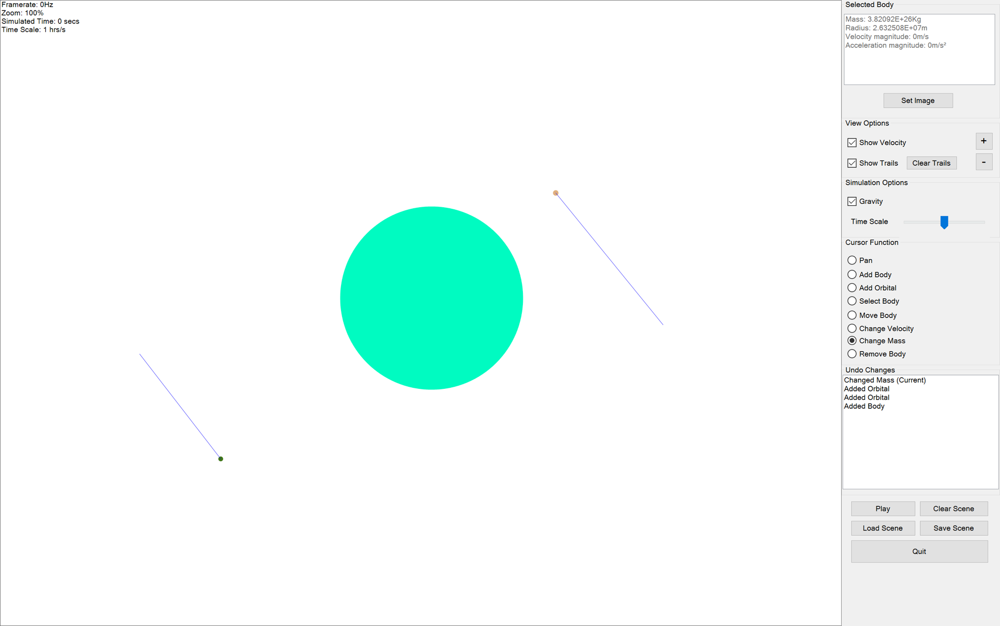 Framerate: 0Hz
Zoom: 100%
Simulated Time: 0 secs
Time Scale: 1 hrs/s
Selected Body
Mass: 3.82092E+26Kg
Radius: 2.632508E+07m
Velocity magnitude: 0m/s
Acceleration magnitude: 0m/s²
Set Image
View Options
Show Velocity
+
Show Trails
Clear Trails
-
Simulation Options
Gravity
Time Scale
Cursor Function
Pan
Add Body
Add Orbital
Select Body
Move Body
Change Velocity
Change Mass
Remove Body
Undo Changes
Changed Mass (Current)
Added Orbital
Added Orbital
Added Body
Play
Clear Scene
Load Scene
Save Scene
Quit